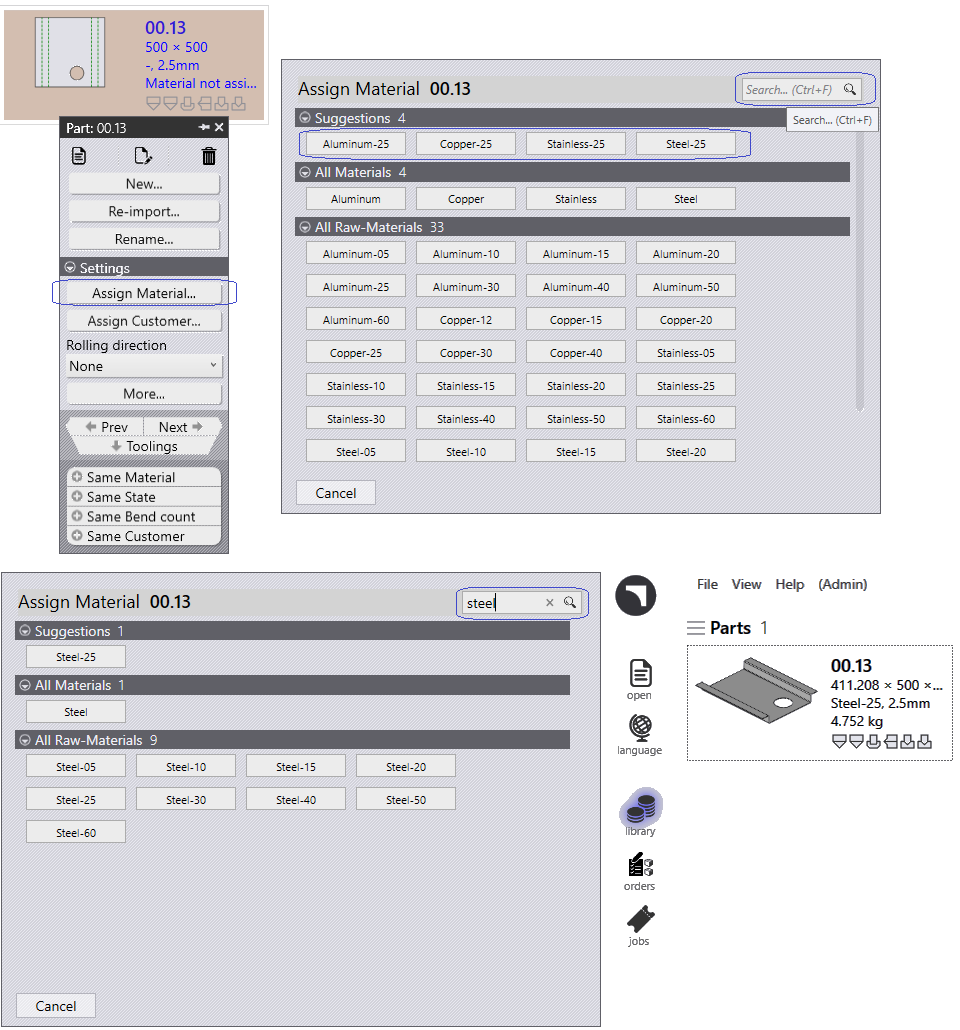 00.13
500 × 500
-, 2.5mm
Material not assi...
Part: 00.13
New...
Re-import...
Rename...
Settings
Assign Material...
Assign Customer...
Rolling direction
None
More...
Prev Next
Toolings
Same Material
Same State
Same Bend count
Same Customer
Assign Material 00.13
Search... (Ctrl+F)
Search... (Ctrl+F)
Suggestions 4
Aluminum-25 Copper-25 Stainless-25 Steel-25
All Materials 4
Aluminum Copper Stainless Steel
All Raw-Materials 33
Aluminum-05 Aluminum-10 Aluminum-15 Aluminum-20
Aluminum-25 Aluminum-30 Aluminum-40 Aluminum-50
Aluminum-60 Copper-12 Copper-15 Copper-20
Copper-25 Copper-30 Copper-40 Stainless-05
Stainless-10 Stainless-15 Stainless-20 Stainless-25
Stainless-30 Stainless-40 Stainless-50 Stainless-60
Steel-05 Steel-10 Steel-15 Steel-20
Cancel
Assign Material 00.13
steel
Suggestions 1
Steel-25
All Materials 1
Steel
All Raw-Materials 9
Steel-05 Steel-10 Steel-15 Steel-20
Steel-25 Steel-30 Steel-40 Steel-50
Steel-60
Cancel
File View Help (Admin)
Parts 1
00.13
411.208 × 500 ×...
Steel-25, 2.5mm
4.752 kg
open
language
library
orders
jobs